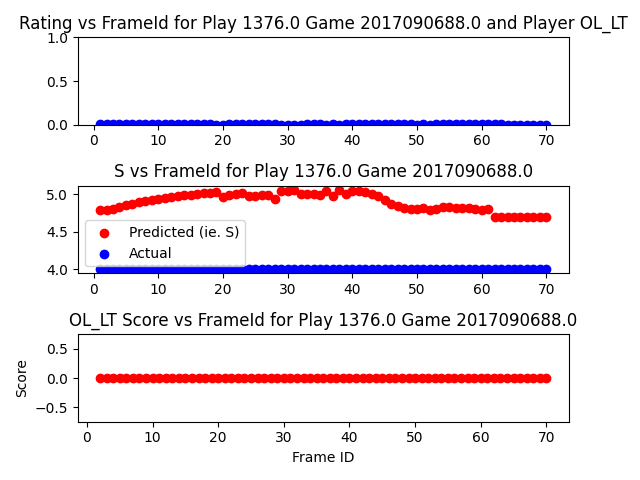 Rating vs FrameId for Play 1376.0 Game 2017090688.0 and Player OL_LT
1.0
0.5
0.0
0 10 20 30 40 50 60 70
S vs FrameId for Play 1376.0 Game 2017090688.0
5.0
4.5
4.0
Predicted (ie. S)
Actual
0 10 20 30 40 50 60 70
OL_LT Score vs FrameId for Play 1376.0 Game 2017090688.0
Score
0.5
0.0
−0.5
0 10 20 30 40 50 60 70
Frame ID